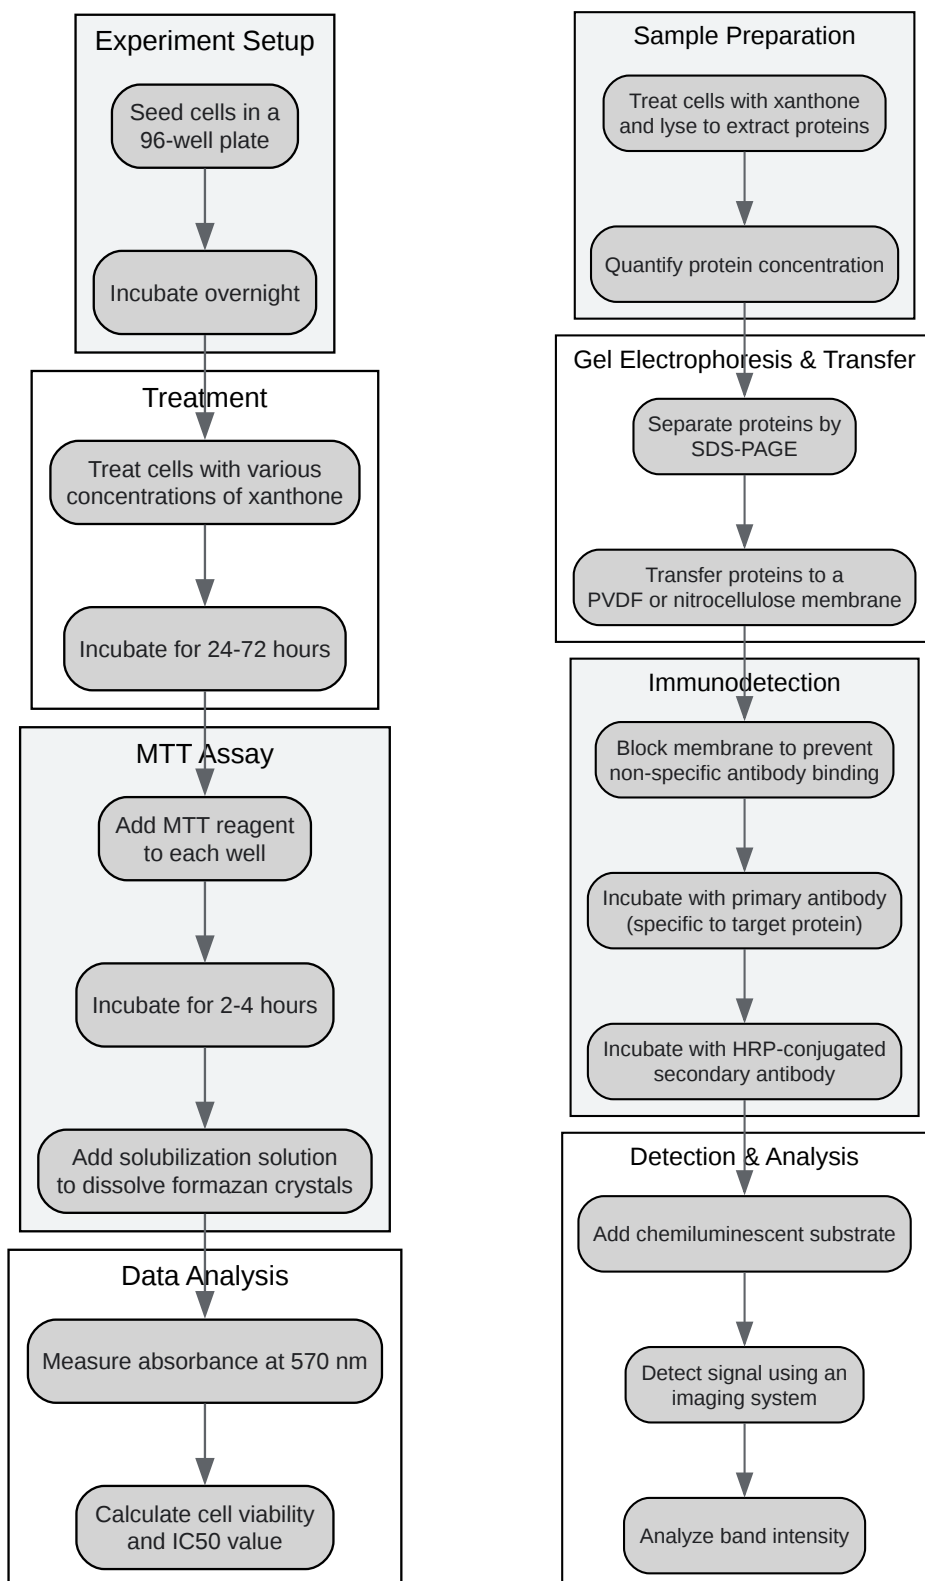 Experiment Setup
Seed cells in a
96-well plate
Incubate overnight
Treatment
Treat cells with various
concentrations of xanthone
Incubate for 24-72 hours
MTT Assay
Add MTT reagent
to each well
Incubate for 2-4 hours
Add solubilization solution
to dissolve formazan crystals
Data Analysis
Measure absorbance at 570 nm
Calculate cell viability
and IC50 value
Sample Preparation
Treat cells with xanthone
and lyse to extract proteins
Quantify protein concentration
Gel Electrophoresis & Transfer
Separate proteins by
SDS-PAGE
Transfer proteins to a
PVDF or nitrocellulose membrane
Immunodetection
Block membrane to prevent
non-specific antibody binding
Incubate with primary antibody
(specific to target protein)
Incubate with HRP-conjugated
secondary antibody
Detection & Analysis
Add chemiluminescent substrate
Detect signal using an
imaging system
Analyze band intensity